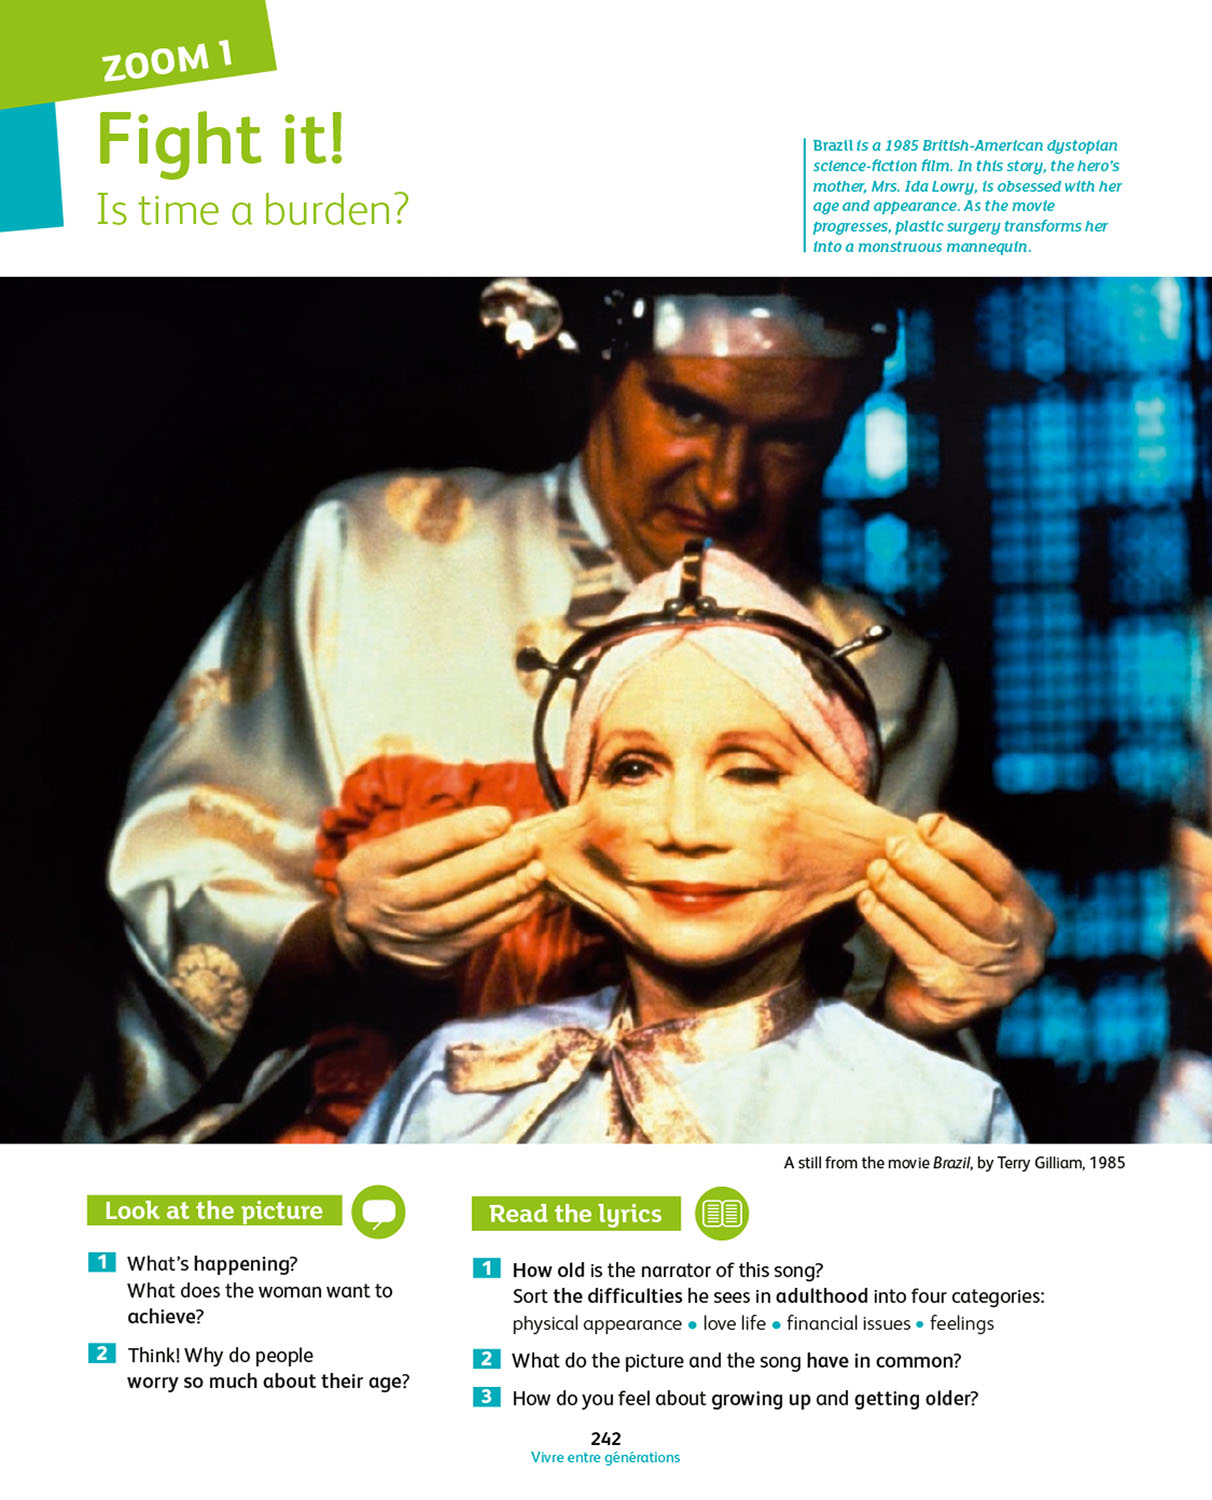 ZOOM 1
Fight it!
Is time a burden?
Brazil is a 1985 British-American dystopian
science-fiction film. In this story, the hero's
mother, Mrs. Ida Lowry, is obsessed with her
age and appearance. As the movie
progresses, plastic surgery transforms her
into a monstruous mannequin.
A still from the movie Brazil, by Terry Gilliam, 1985
Look at the picture
1 What's happening?
What does the woman want to
achieve?
2 Think! Why do people
worry so much about their age?
Read the lyrics
1 How old is the narrator of this song?
Sort the difficulties he sees in adulthood into four categories:
physical appearance • love life • financial issues • feelings
2 What do the picture and the song have in common?
3 How do you feel about growing up and getting older?
242
Vivre entre générations